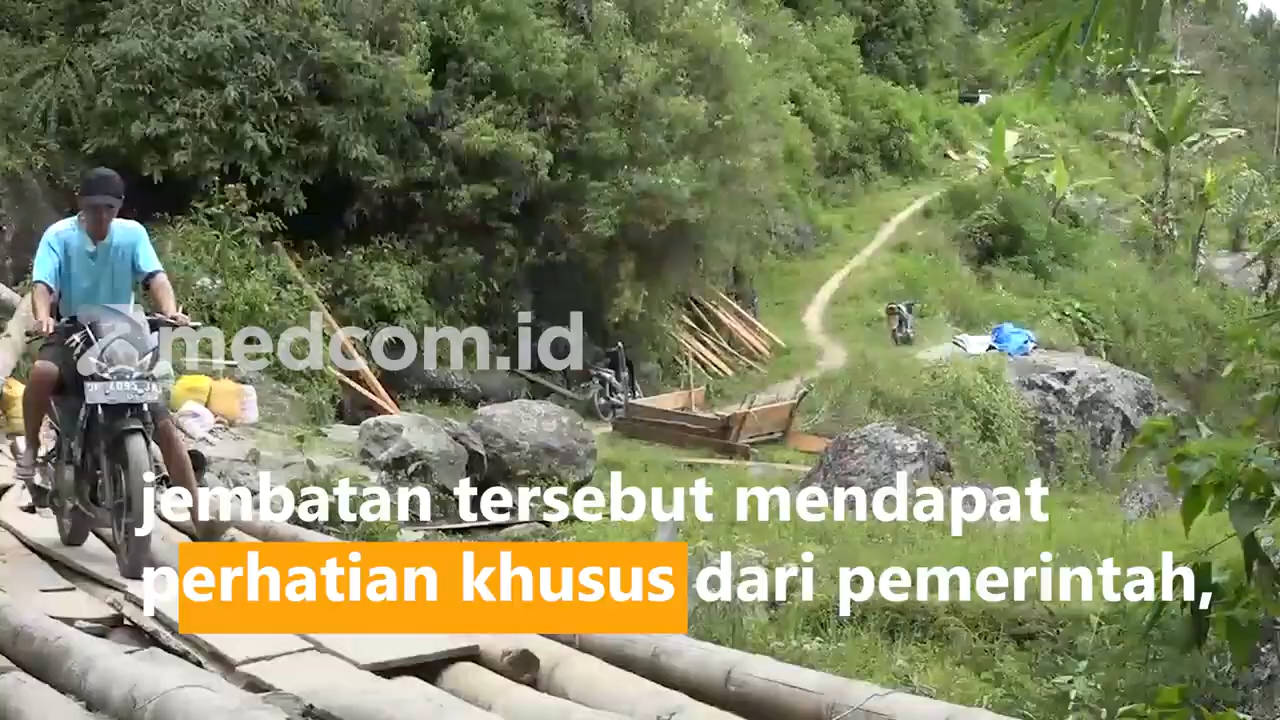 medcom.id
jembatan tersebut mendapat
perhatian khusus dari pemerintah,